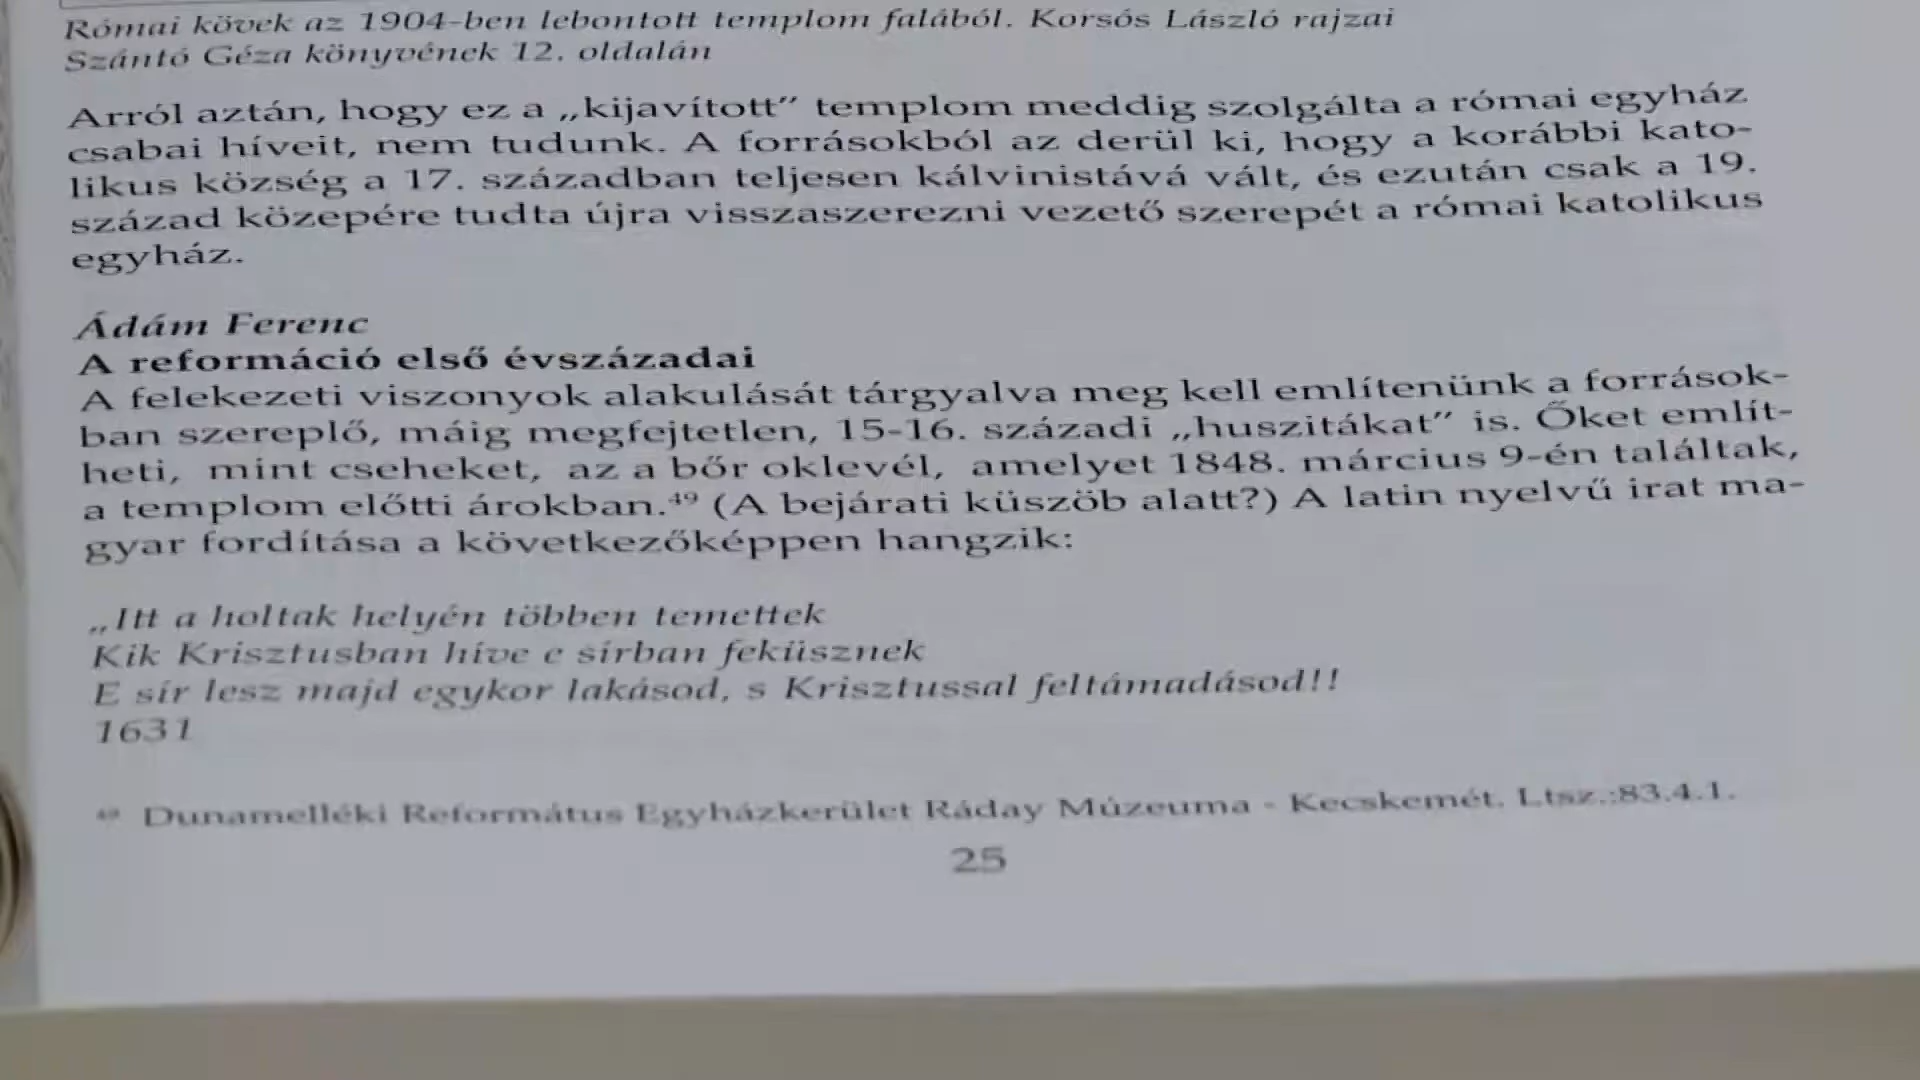 Római kövek az 1904-ben lebontott templom falából. Korsós László rajzai
Szántó Géza könyvének 12. oldalán
Arról aztán, hogy ez a „kijavított” templom meddig szolgálta a római egyház
csabai híveit, nem tudunk. A forrásokból az derül ki, hogy a korábbi kato-
likus község a 17. században teljesen kálvinistává vált, és ezután csak a 19.
század közepére tudta újra visszaszerezni vezető szerepét a római katolikus
egyház.
Ádám Ferenc
A reformáció első évszázadai
A felekezeti viszonyok alakulását tárgyalva meg kell említenünk a források-
ban szereplő, máig megfejtetlen, 15-16. századi „huszitákat” is. Őket említ-
heti, mint cseheket, az a bőr oklevél, amelyet 1848. március 9-én találtak,
a templom előtti árokban.⁴⁹ (A bejárati küszöb alatt?) A latin nyelvű irat ma-
gyar fordítása a következőképpen hangzik:
„Itt a holtak helyén többen temettek
Kik Krisztusban híve e sírban feküsznek
E sír lesz majd egykor lakásod, s Krisztussal feltámadásod!!
1631
⁴⁹ Dunamelléki Református Egyházkerület Ráday Múzeuma - Kecskemét. Ltsz.:83.4.1.
25